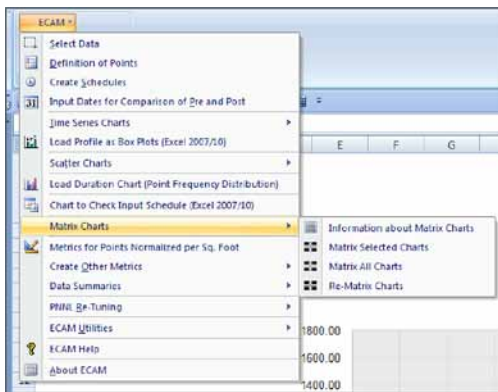 ECAM
Select Data
Definition of Points
Create Schedules
31 Input Dates for Comparison of Pre and Post
Time Series Charts
Load Profile as Box Plots (Excel 2007/10)
E F G
Scatter Charts
Load Duration Chart (Point Frequency Distribution)
Chart to Check Input Schedule (Excel 2007/10)
Matrix Charts
Information about Matrix Charts
Metrics for Points Normalized per Sq. Foot
Matrix Selected Charts
Create Other Metrics
Matrix All Charts
Data Summaries
Re-Matrix Charts
PNNL Re-Tuning
ECAM Utilities
1800.00
ECAM Help
1600.00
About ECAM
1400.00